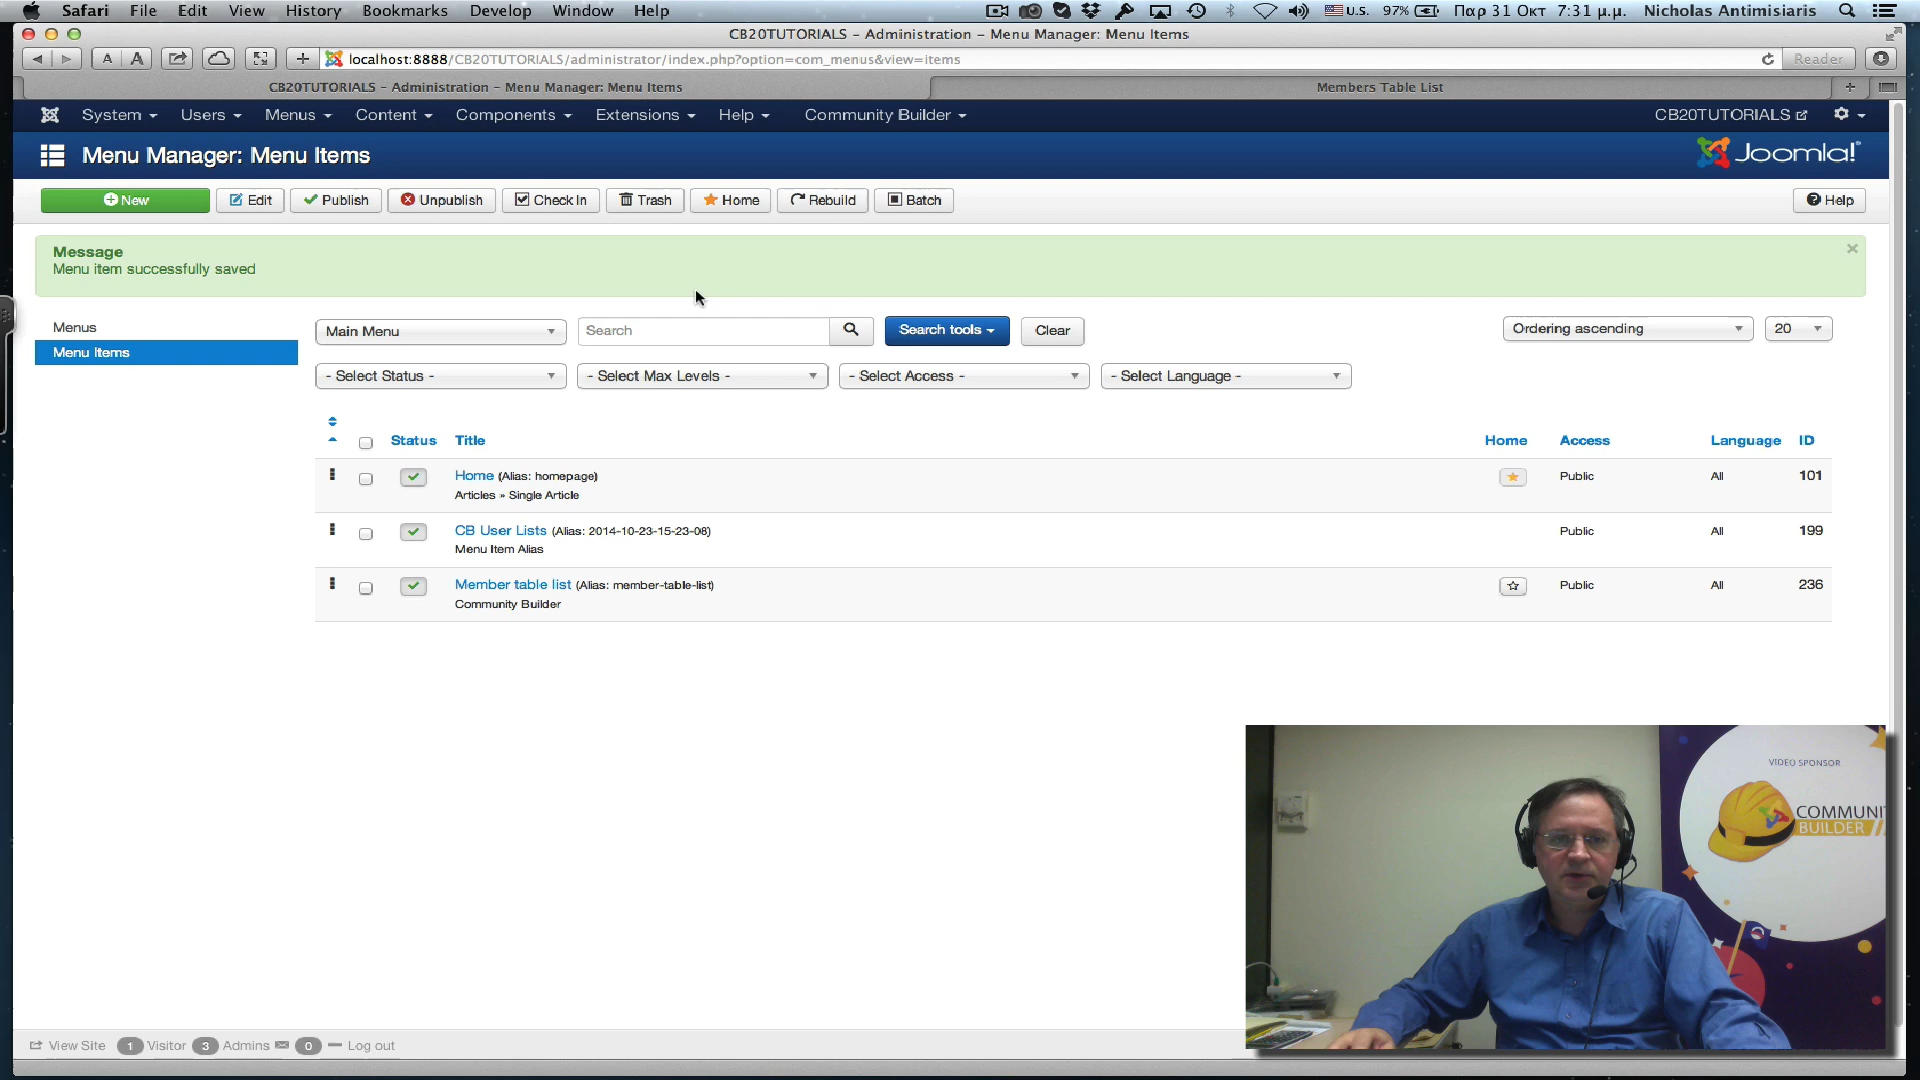 Safari File Edit View History Bookmarks Develop Window Help U.S. 97% Παρ 31 Οκτ 7:31 μ.μ. Nicholas Antimisiaris
CB20TUTORIALS – Administration – Menu Manager: Menu Items
A A + localhost:8888/CB20TUTORIALS/administrator/index.php?option=com_menus&view=items Reader
CB20TUTORIALS – Administration – Menu Manager: Menu Items Members Table List +
System Users Menus Content Components Extensions Help Community Builder CB20TUTORIALS
Menu Manager: Menu Items Joomla!
New Edit Publish Unpublish Check In Trash Home Rebuild Batch Help
Message
Menu item successfully saved
Menus
Menu Items
Main Menu Search Search tools Clear Ordering ascending 20
- Select Status - - Select Max Levels - - Select Access - - Select Language -
Status Title Home Access Language ID
Home (Alias: homepage) Public All 101
Articles » Single Article
CB User Lists (Alias: 2014-10-23-15-23-08) Public All 199
Menu Item Alias
Member table list (Alias: member-table-list) Public All 236
Community Builder
VIDEO SPONSOR
COMMUNI
BUILDER
View Site 1 Visitor 3 Admins 0 Log out